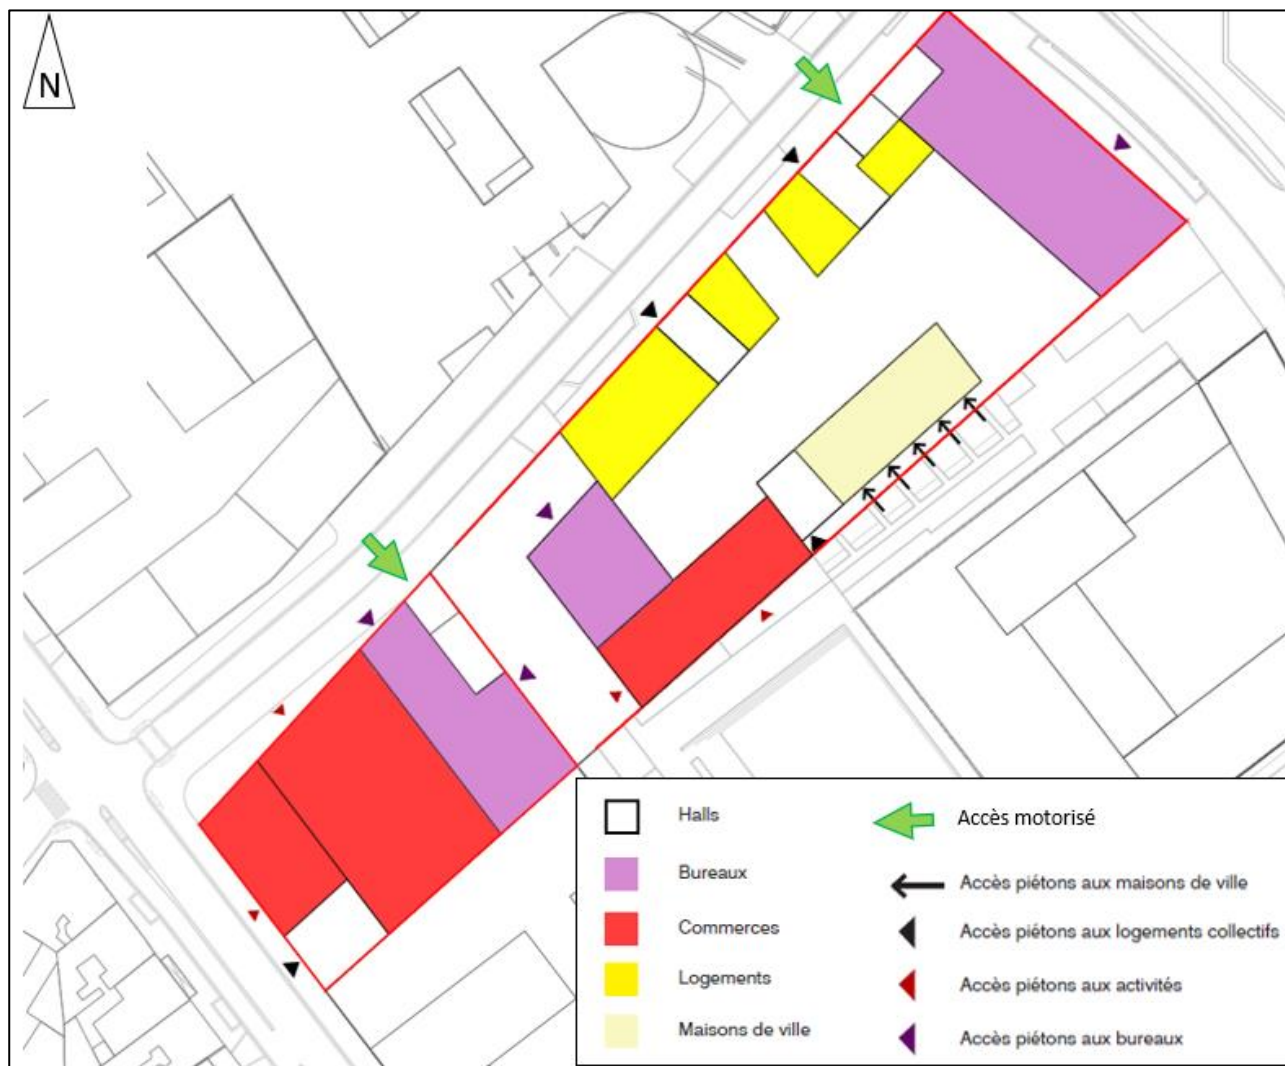 N
Halls
Accès motorisé
Bureaux
Accès piétons aux maisons de ville
Commerces
Accès piétons aux logements collectifs
Logements
Accès piétons aux activités
Maisons de ville
Accès piétons aux bureaux